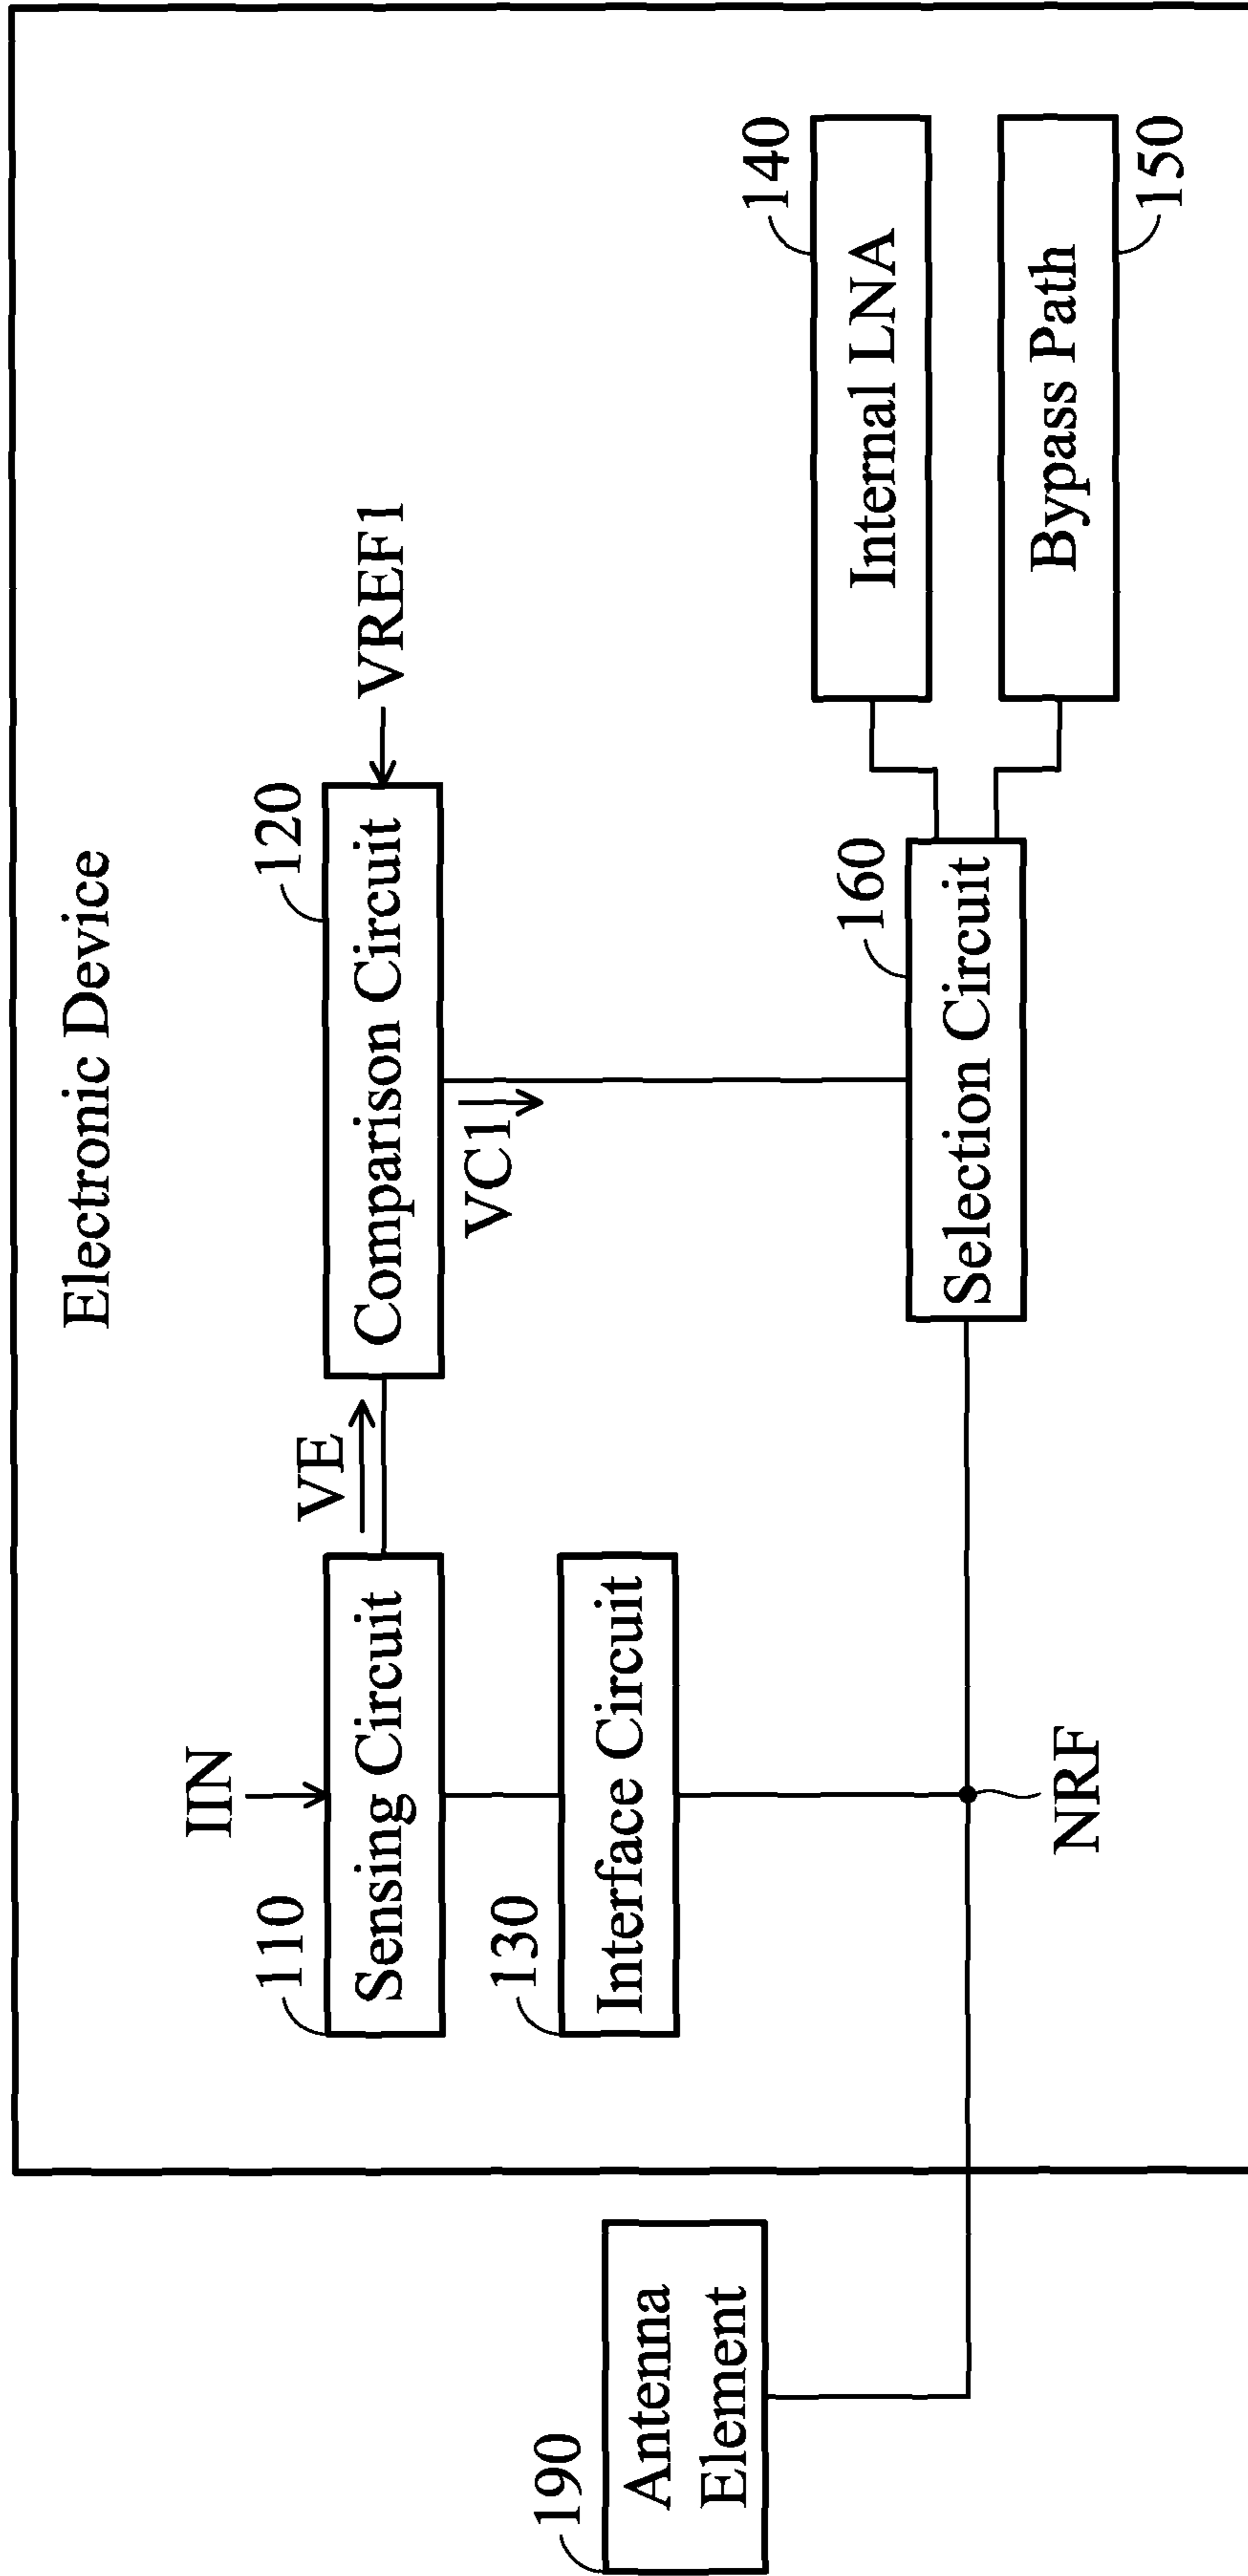 Electronic Device
IIN
110
Sensing Circuit
VE
120
Comparison Circuit
VREF1
VC1
130
Interface Circuit
190
Antenna
Element
NRF
160
Selection Circuit
140
Internal LNA
Bypass Path
150